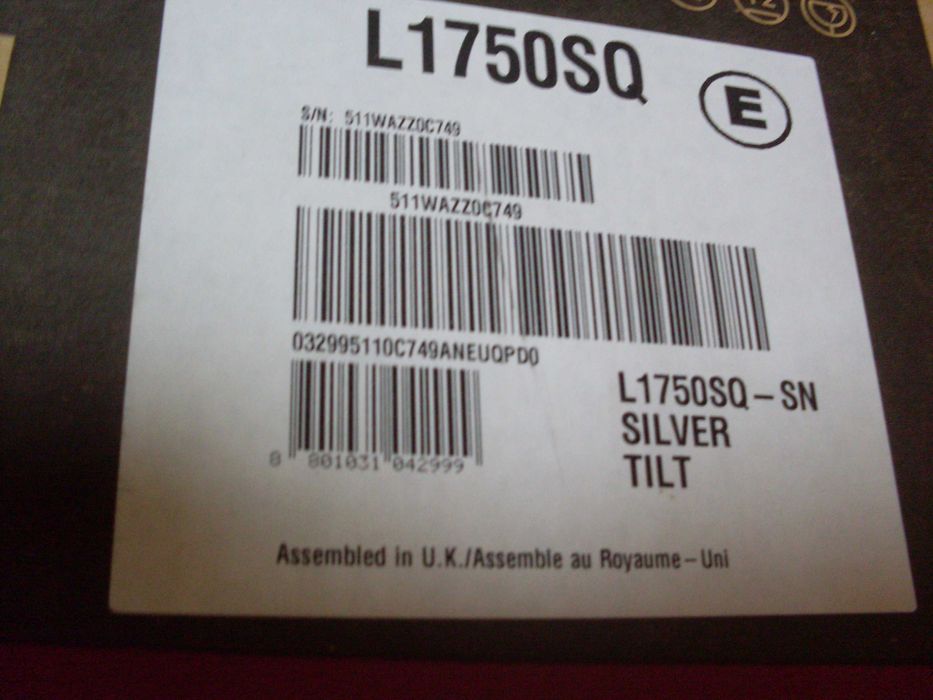 L1750SQ
E
S/N: 511WAZZ0C749
511WAZZ0C749
032995110C749ANEUQPD0
L1750SQ-SN
SILVER
TILT
8 801031 042999
Assembled in U.K./Assemble au Royaume-Uni